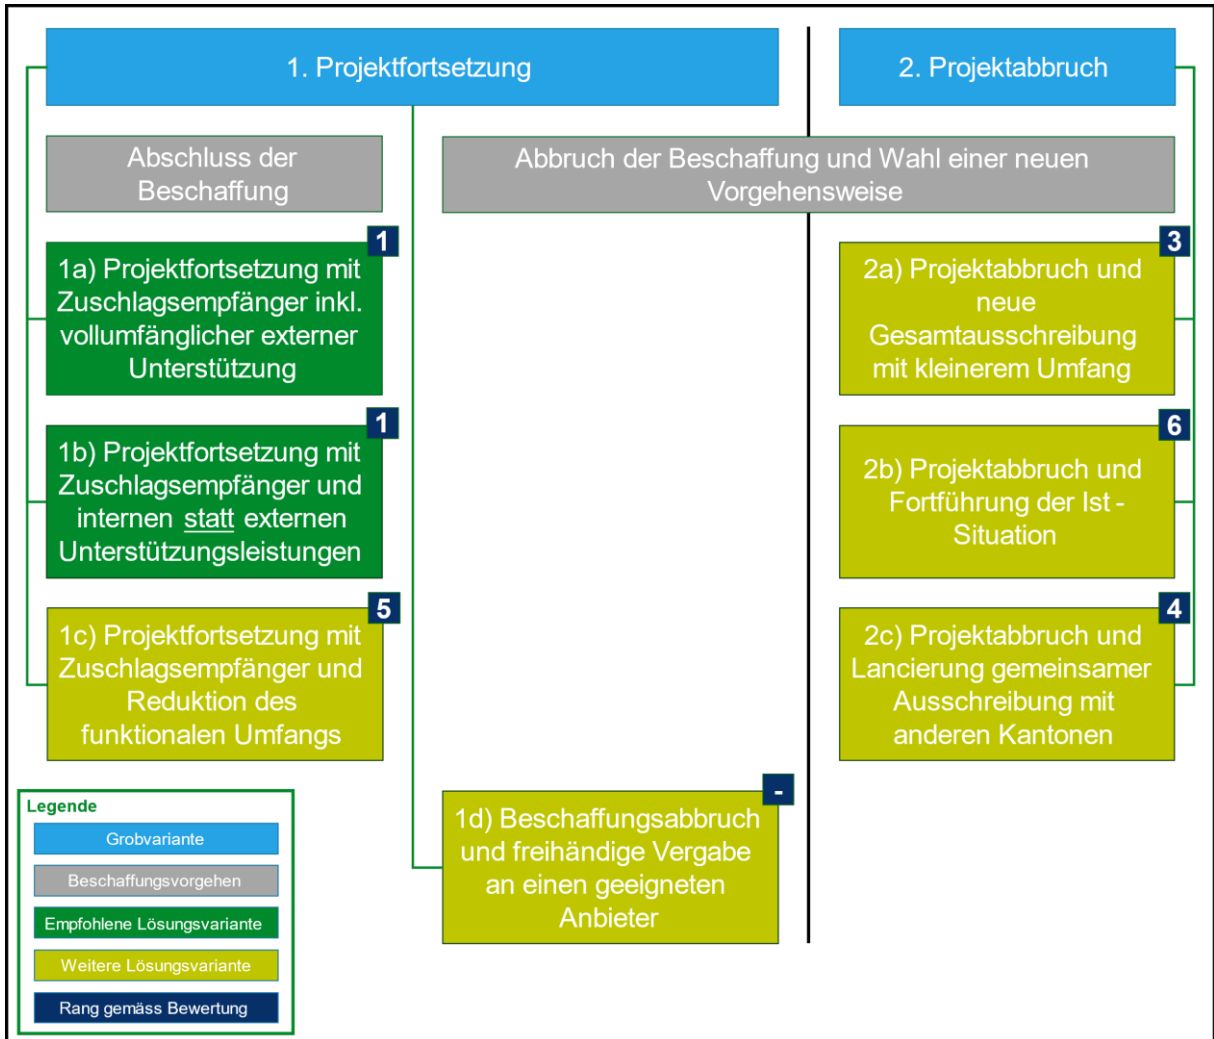 1. Projektfortsetzung
2. Projektabbruch
Abschluss der
Beschaffung
Abbruch der Beschaffung und Wahl einer neuen
Vorgehensweise
1
1a) Projektfortsetzung mit
Zuschlagsempfänger inkl.
vollumfänglicher externer
Unterstützung
1
1b) Projektfortsetzung mit
Zuschlagsempfänger und
internen statt externen
Unterstützungsleistungen
5
1c) Projektfortsetzung mit
Zuschlagsempfänger und
Reduktion des
funktionalen Umfangs
-
1d) Beschaffungsabbruch
und freihändige Vergabe
an einen geeigneten
Anbieter
3
2a) Projektabbruch und
neue
Gesamtausschreibung
mit kleinerem Umfang
6
2b) Projektabbruch und
Fortführung der Ist -
Situation
4
2c) Projektabbruch und
Lancierung gemeinsamer
Ausschreibung mit
anderen Kantonen
Legende
Grobvariante
Beschaffungsvorgehen
Empfohlene Lösungsvariante
Weitere Lösungsvariante
Rang gemäss Bewertung